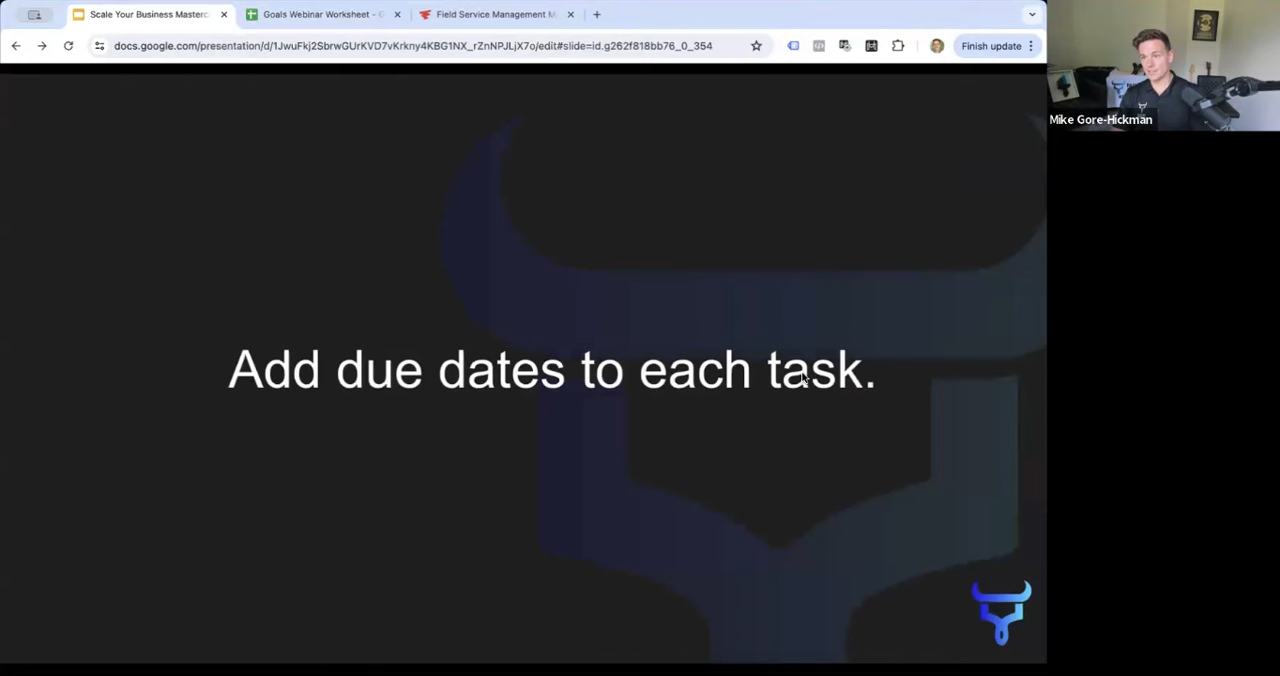 Scale Your Business Masterc
Goals Webinar Worksheet - G
Field Service Management M
docs.google.com/presentation/d/1JwuFkj2SbrwGUrKVD7vKrkny4KBG1NX_rZnNPJLjX7o/edit#slide=id.g262f818bb76_0_354
Finish update
Mike Gore-Hickman
Add due dates to each task.